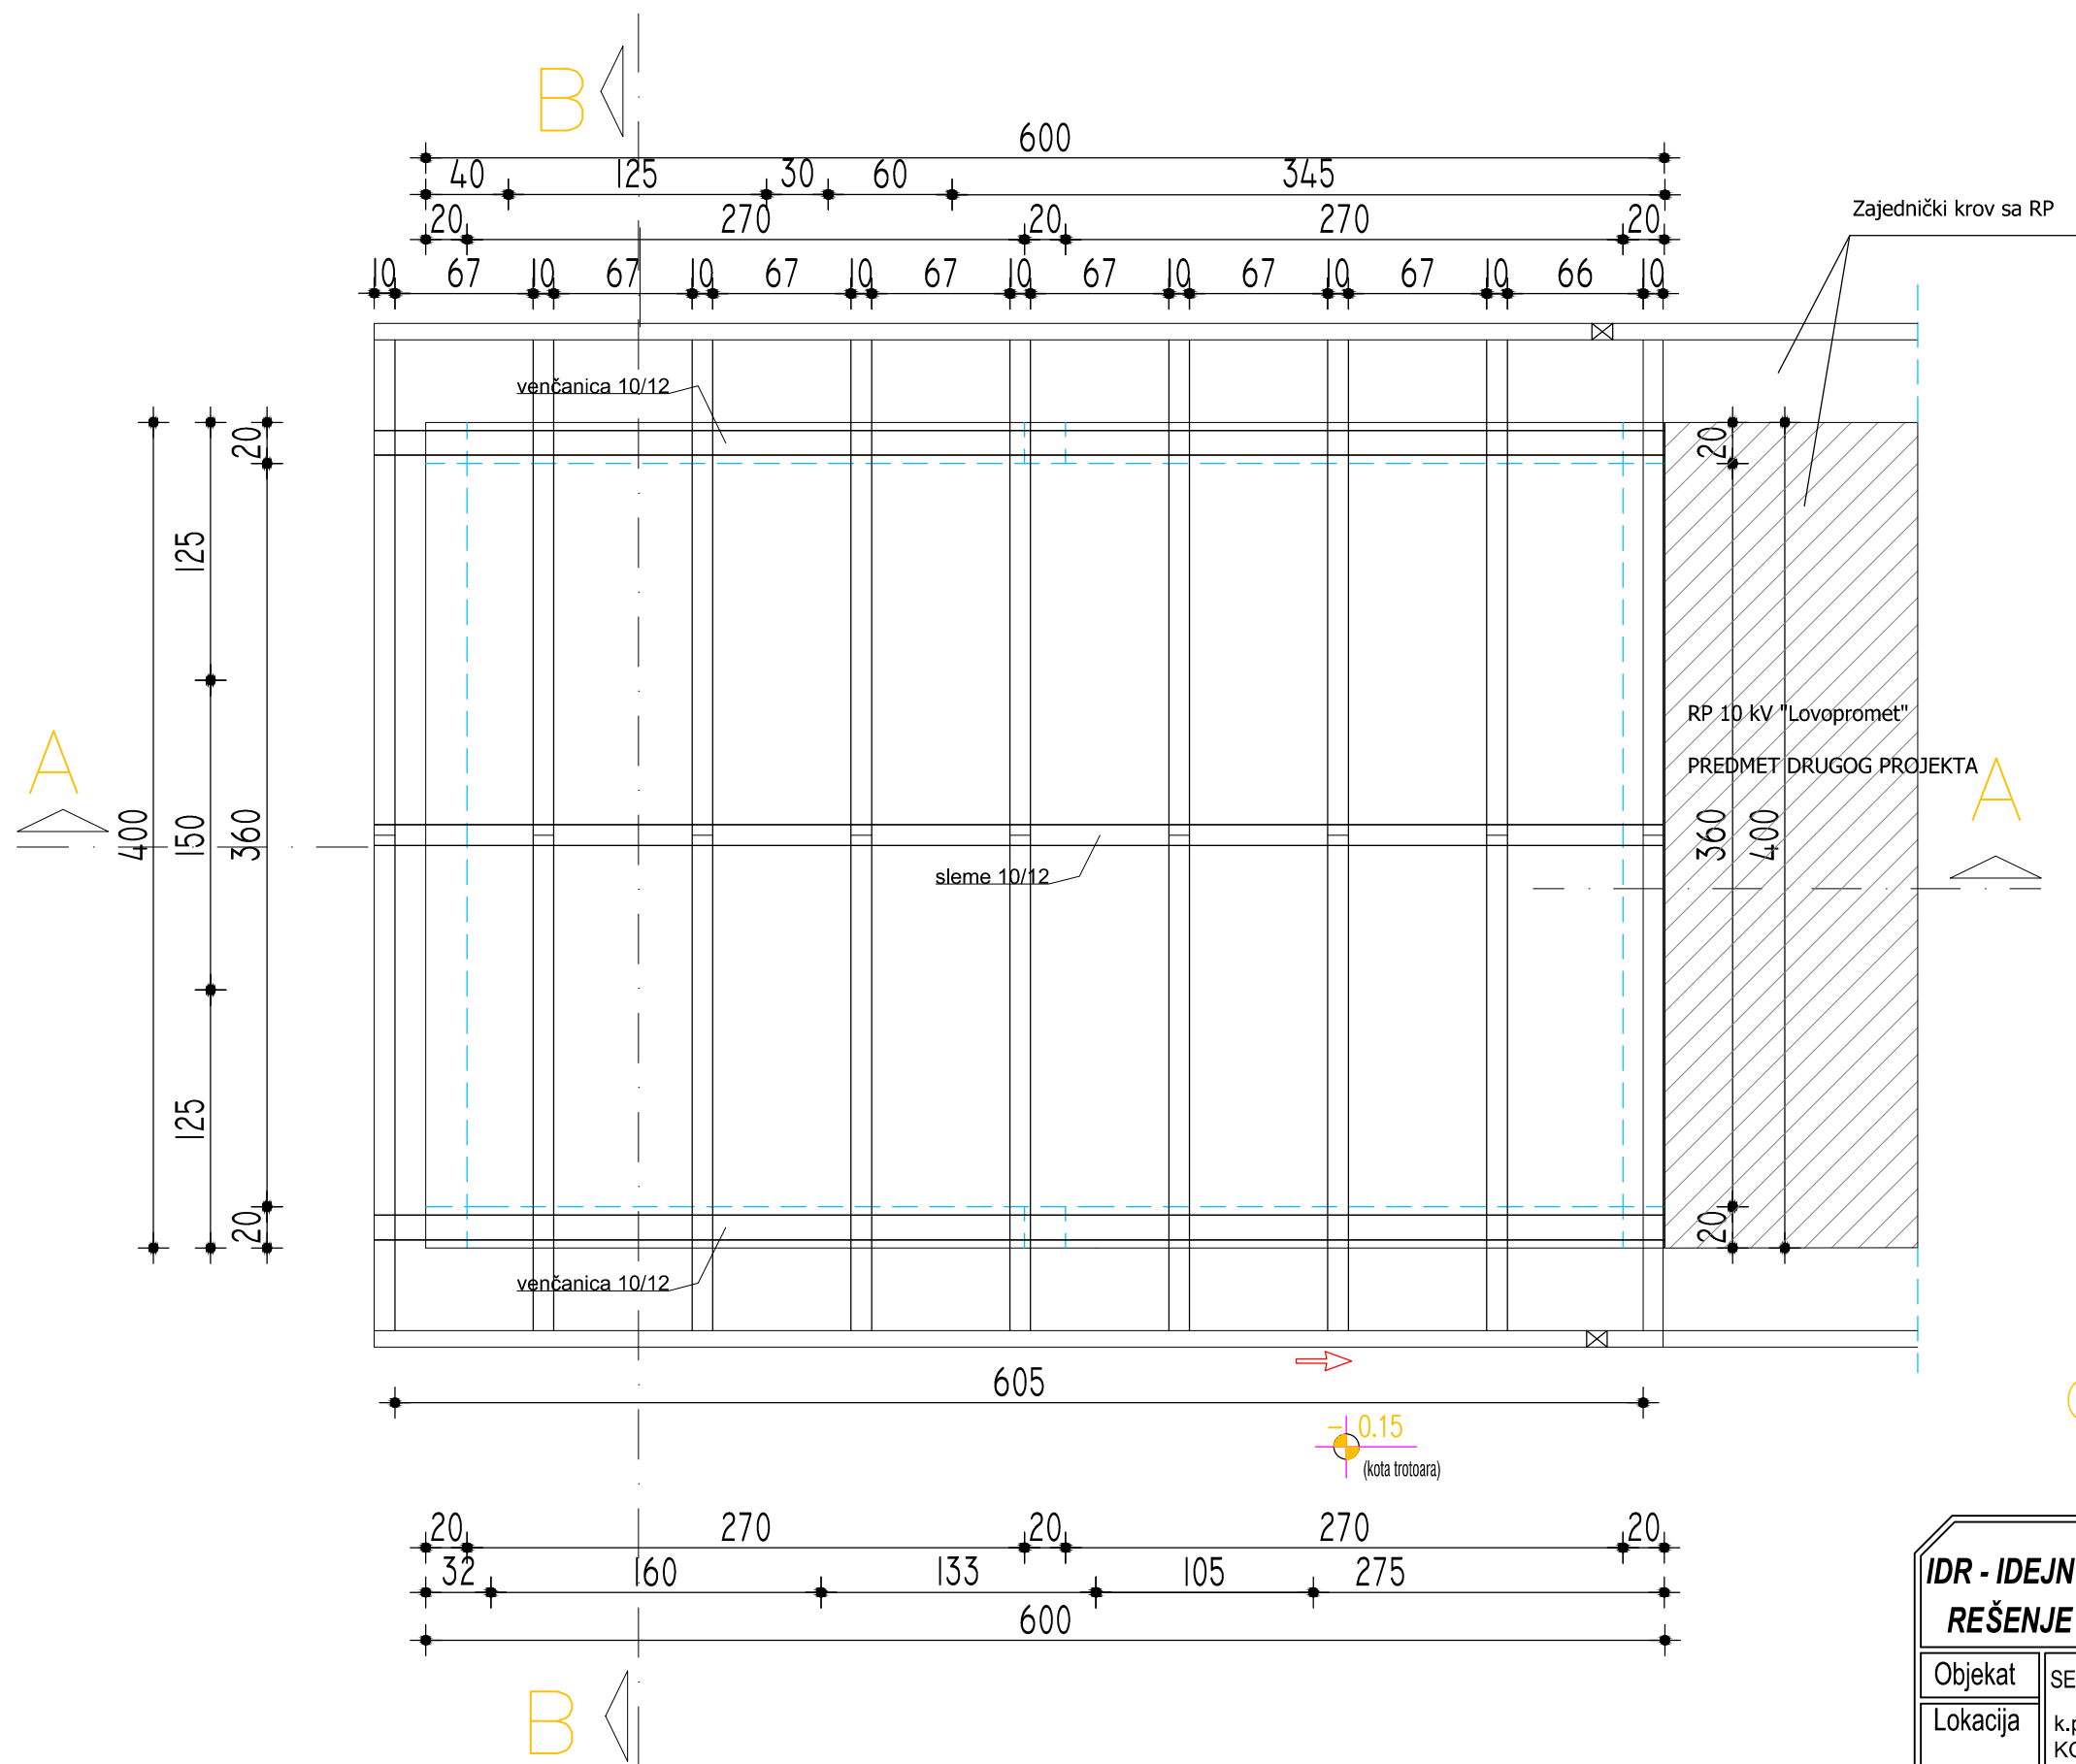 B
600
40 125 30 60 345
20 270 20 270 20
10 67 10 67 10 67 10 67 10 67 10 67 10 67 10 66 10
Zajednički krov sa RP
venčanica 10/12
20
20
125
RP 10 kV "Lovopromet"
PREDMET DRUGOG PROJEKTA
A
A
400
150
360
360
400
sleme 10/12
125
20
20
venčanica 10/12
605
- 0.15
(kota trotoara)
20 270 20 270 20
32 160 133 105 275
600
B
IDR - IDEJN
REŠENJE
Objekat
SE
Lokacija
k.p
KO